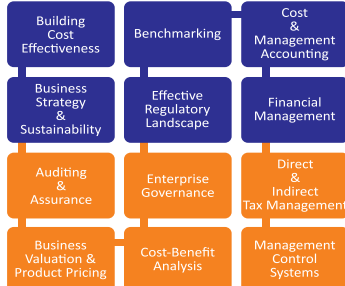 Building
Cost
Effectiveness
Benchmarking
Cost
&
Management
Accounting
Business
Strategy
&
Sustainability
Effective
Regulatory
Landscape
Financial
Management
Auditing
&
Assurance
Enterprise
Governance
Direct
&
Indirect
Tax Management
Business
Valuation &
Product Pricing
Cost-Benefit
Analysis
Management
Control
Systems